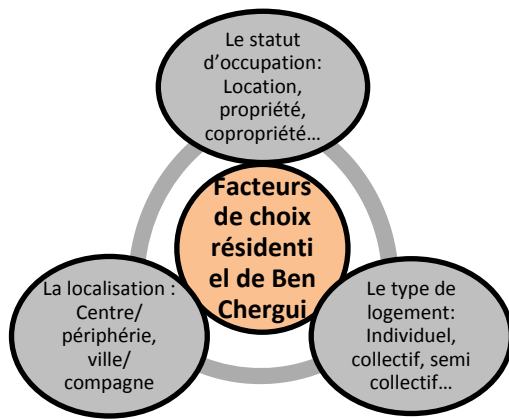 Le statut
d’occupation:
Location,
propriété,
copropriété…
Facteurs
de choix
résidenti
el de Ben
Chergui
La localisation :
Centre/
périphérie,
ville/
compagne
Le type de
logement:
Individuel,
collectif, semi
collectif…